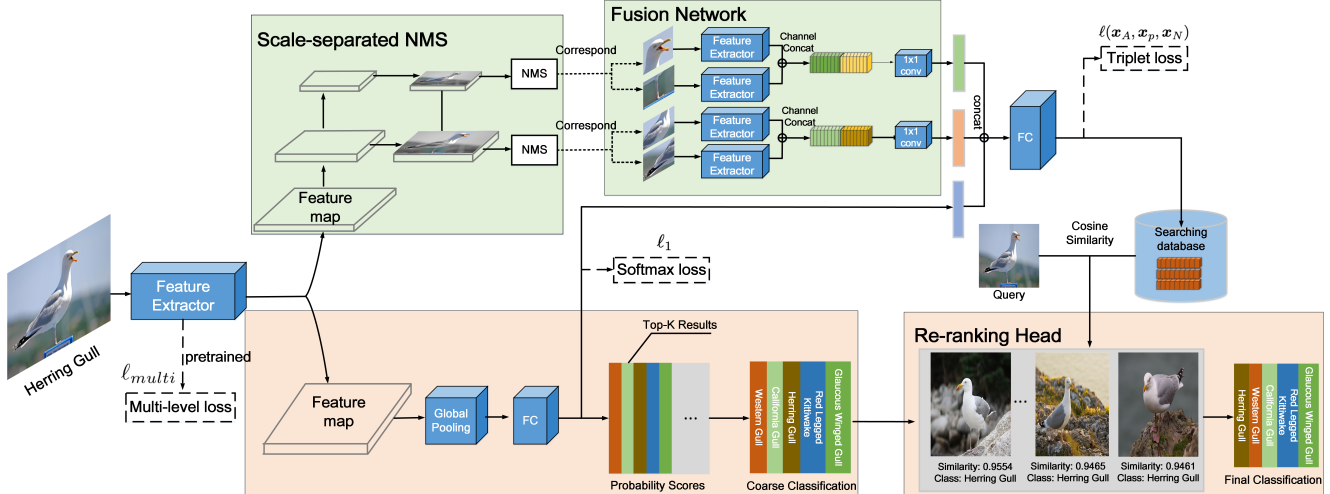 Scale-separated NMS
Fusion Network
Correspond
NMS
Feature
Extractor
Feature
Extractor
Channel
Concat
1x1
conv
Correspond
NMS
Feature
Extractor
Feature
Extractor
Channel
Concat
1x1
conv
concat
FC
ℓ(x_A, x_p, x_N)
Triplet loss
Feature
map
Herring Gull
Feature
Extractor
pretrained
ℓ_multi
Multi-level loss
ℓ_1
Softmax loss
Query
Cosine
Similarity
Searching
database
Feature
map
Global
Pooling
FC
Top-K Results
...
Probability Scores
Western Gull
California Gull
Herring Gull
Red Legged
Kittiwake
Glaucous Winged Gull
Coarse Classification
Re-ranking Head
...
Similarity: 0.9554
Class: Herring Gull
Similarity: 0.9465
Class: Herring Gull
Similarity: 0.9461
Class: Herring Gull
Herring Gull
Western Gull
California Gull
Red Legged
Kittiwake
Glaucous Winged Gull
Final Classification